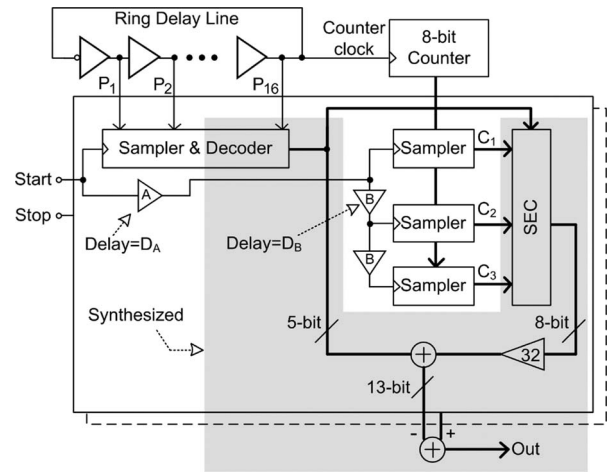 Ring Delay Line
Counter clock
8-bit Counter
P1
P2
P16
Sampler & Decoder
Sampler
C1
Start
A
B
Stop
Delay=DA
Delay=DB
Sampler
C2
SEC
B
Sampler
C3
Synthesized
5-bit
8-bit
32
+
13-bit
-
+
+
Out